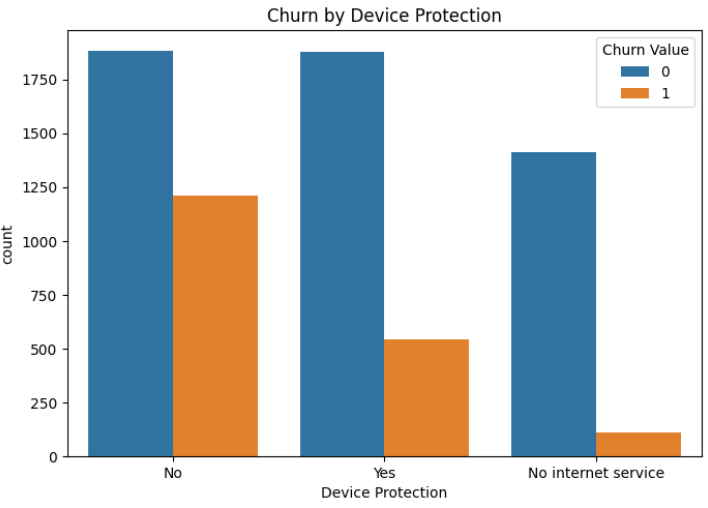 Churn by Device Protection
Churn Value
0
1
1750
1500
1250
1000
750
500
250
0
count
No
Yes
No internet service
Device Protection